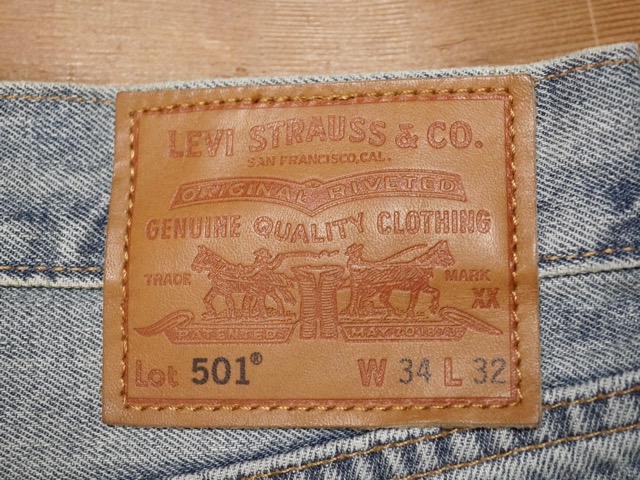 LEVI STRAUSS & CO.
SAN FRANCISCO, CAL.
ORIGINAL RIVETED
GENUINE QUALITY CLOTHING
TRADE MARK
XX
PATENTED MAY 20 1873
Lot 501® W 34 L 32